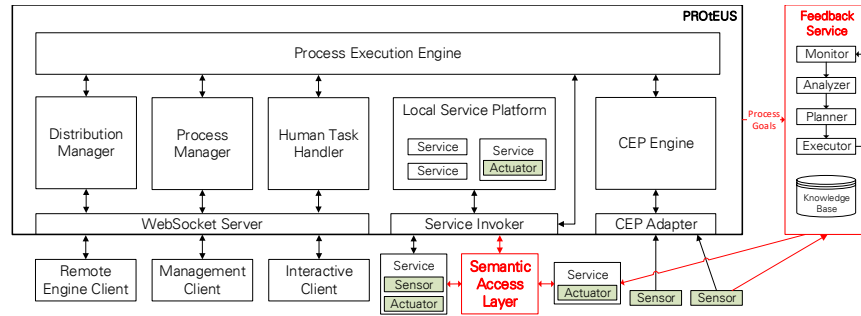 PROtEUS
Feedback
Service
Process Execution Engine
Monitor
Analyzer
Planner
Executor
Knowledge
Base
Process
Goals
Distribution
Manager
Process
Manager
Human Task
Handler
Local Service Platform
Service
Service
Service
Actuator
CEP Engine
WebSocket Server
Service Invoker
CEP Adapter
Remote
Engine Client
Management
Client
Interactive
Client
Service
Sensor
Actuator
Semantic
Access
Layer
Service
Actuator
Sensor
Sensor